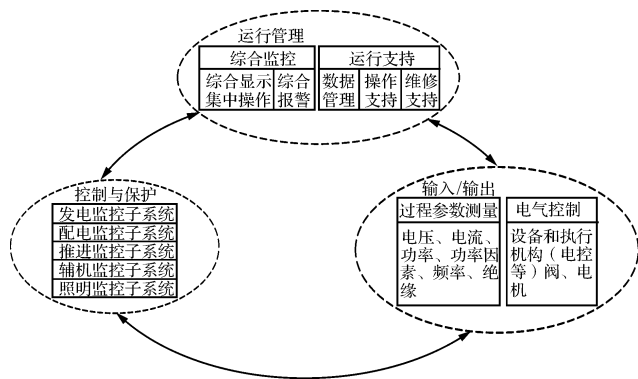 运行管理
综合监控
运行支持
综合显示
集中操作
综合
报警
数据
管理
操作
支持
维修
支持
控制与保护
发电监控子系统
配电监控子系统
推进监控子系统
辅机监控子系统
照明监控子系统
输入/输出
过程参数测量
电压、电流、
功率、功率因
素、频率、绝
缘
电气控制
设备和执行
机构（电控
等）阀、电
机